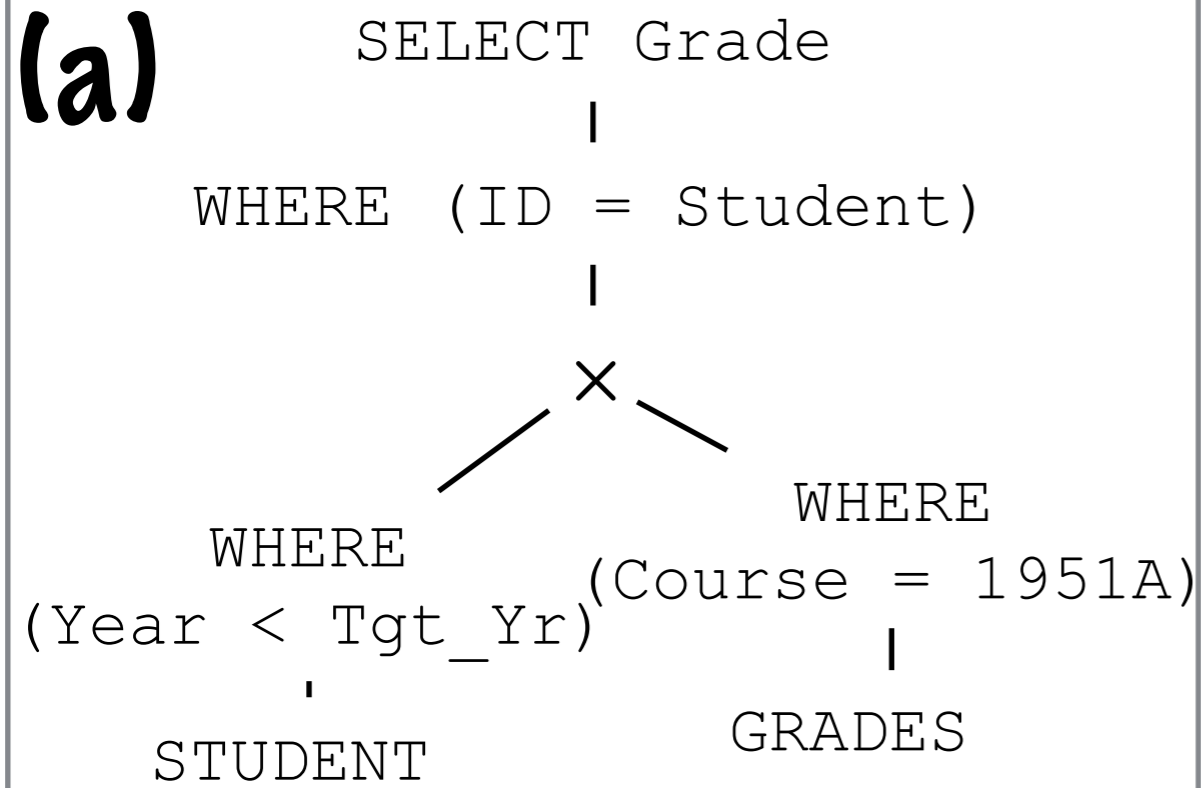 (a)
SELECT Grade
WHERE (ID = Student)
×
WHERE
(Year < Tgt_Yr)
STUDENT
WHERE
(Course = 1951A)
GRADES